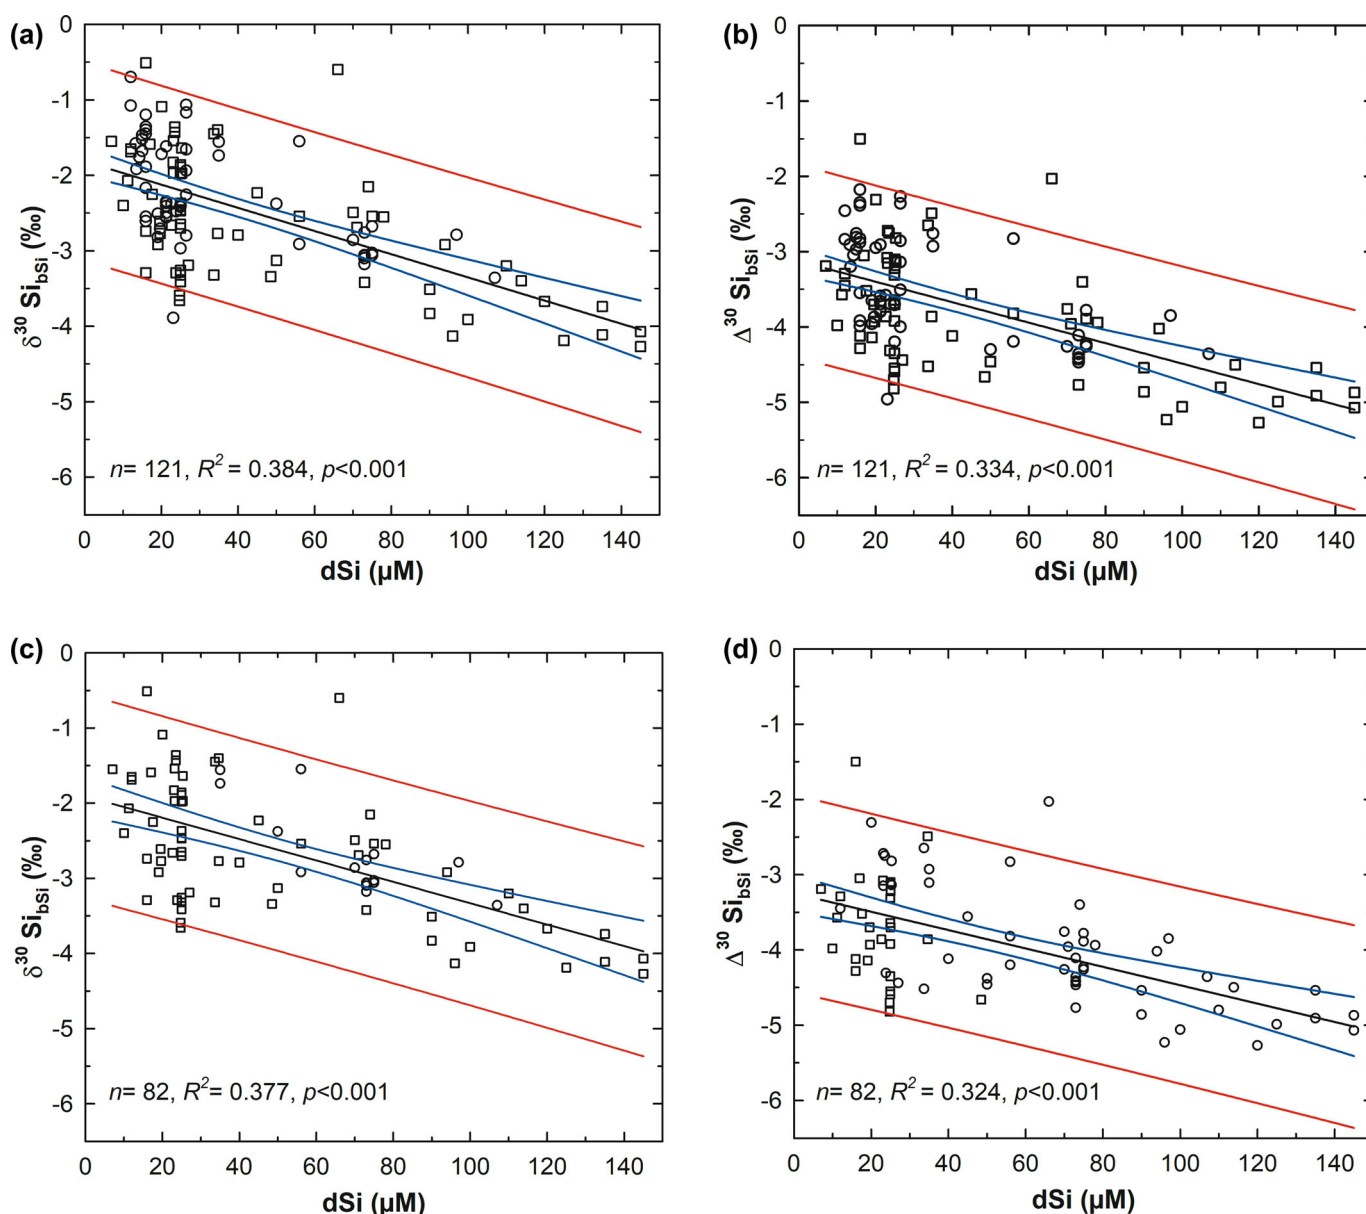 (a)
0
-1
-2
-3
-4
-5
-6
δ³⁰ Si_bSi (‰)
n= 121, R² = 0.384, p<0.001
0 20 40 60 80 100 120 140
dSi (µM)
(b)
0
-1
-2
-3
-4
-5
-6
Δ³⁰ Si_bSi (‰)
n= 121, R² = 0.334, p<0.001
0 20 40 60 80 100 120 140
dSi (µM)
(c)
0
-1
-2
-3
-4
-5
-6
δ³⁰ Si_bSi (‰)
n= 82, R² = 0.377, p<0.001
0 20 40 60 80 100 120 140
dSi (µM)
(d)
0
-1
-2
-3
-4
-5
-6
Δ³⁰ Si_bSi (‰)
n= 82, R² = 0.324, p<0.001
0 20 40 60 80 100 120 140
dSi (µM)